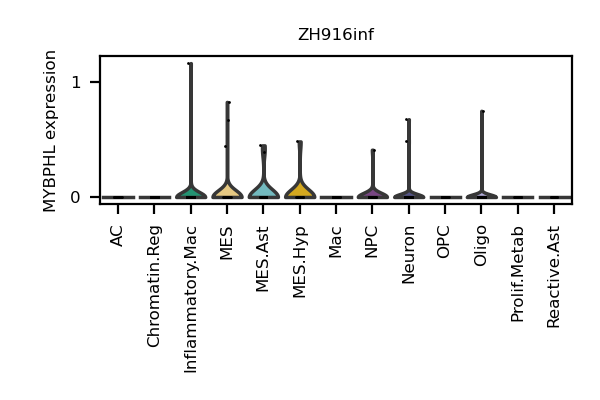 ZH916inf
MYBPHL expression
1
0
AC
Chromatin.Reg
Inflammatory.Mac
MES
MES.Ast
MES.Hyp
Mac
NPC
Neuron
OPC
Oligo
Prolif.Metab
Reactive.Ast